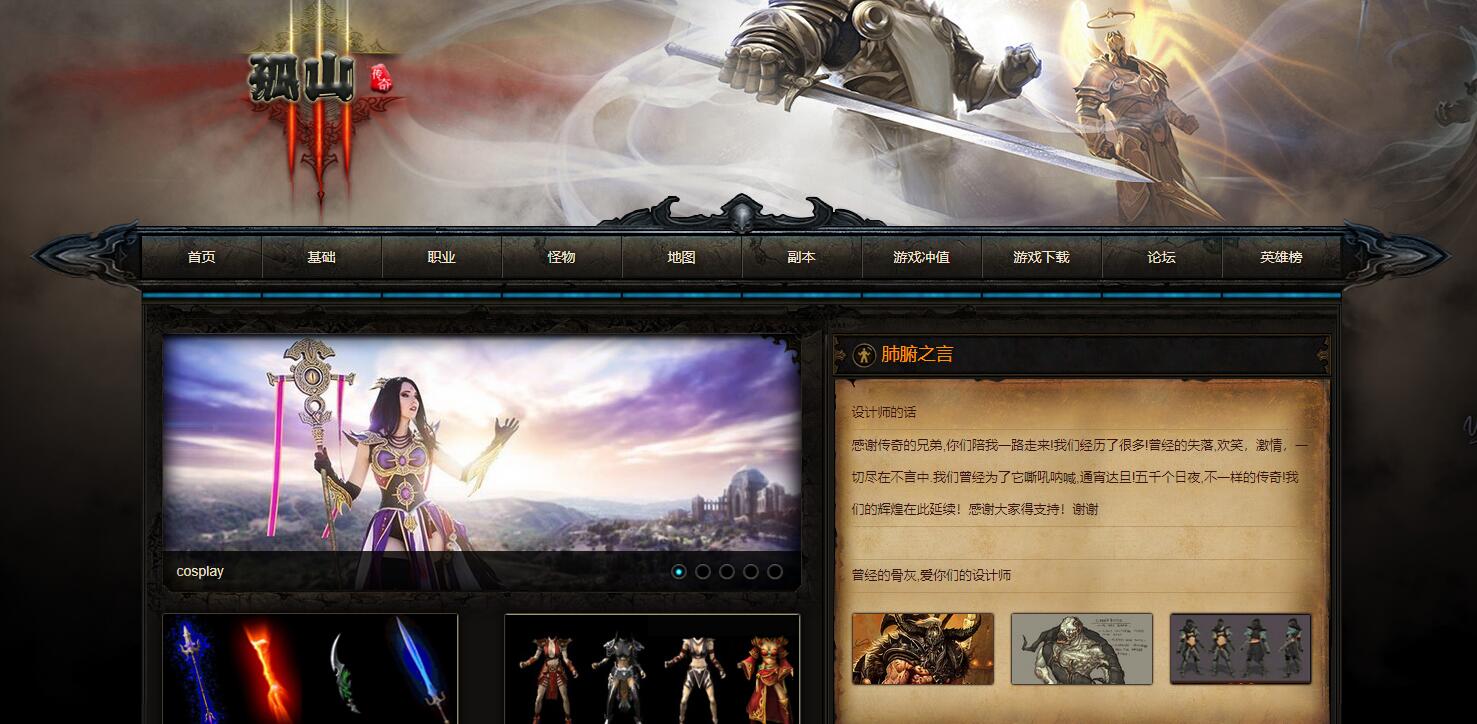 孤山
传奇
首页 基础 职业 怪物 地图 副本 游戏冲值 游戏下载 论坛 英雄榜
肺腑之言
设计师的话
感谢传奇的兄弟,你们陪我一路走来!我们经历了很多!曾经的失落,欢笑，激情，一
切尽在不言中.我们曾经为了它嘶吼呐喊,通宵达旦!五千个日夜,不一样的传奇!我
们的辉煌在此延续！感谢大家得支持！谢谢
曾经的骨灰,爱你们的设计师
cosplay